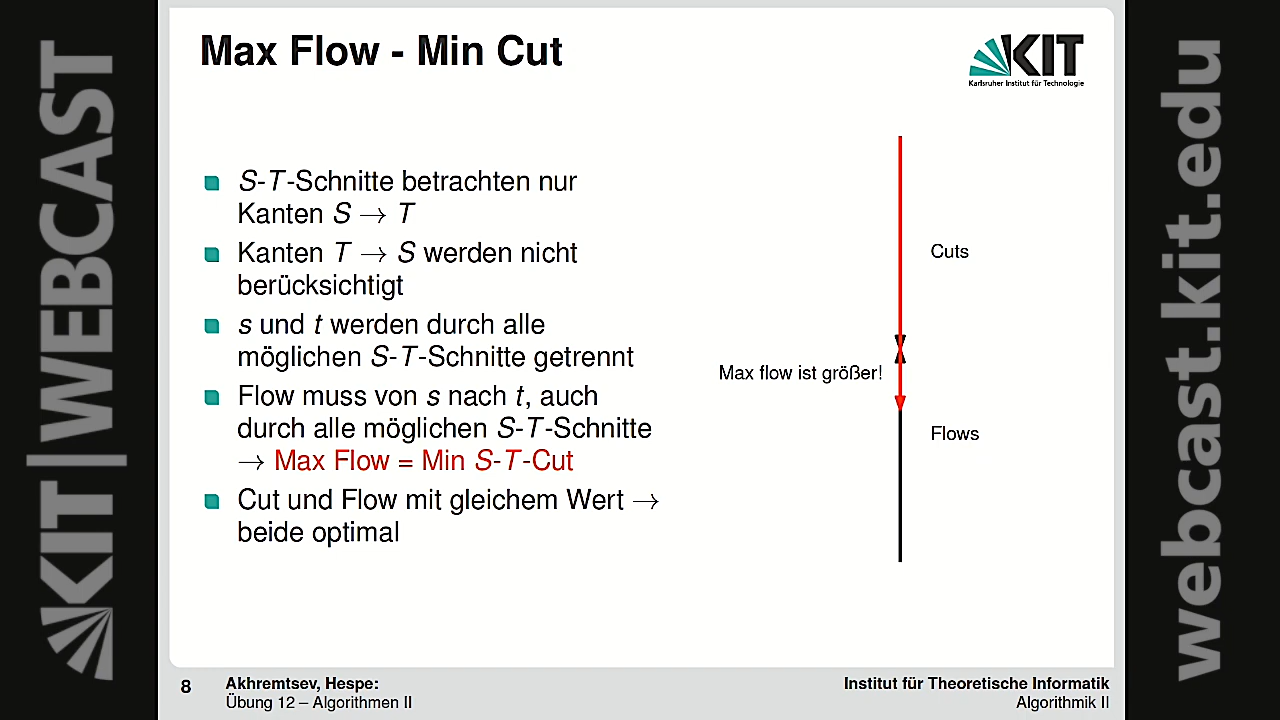 Max Flow - Min Cut
KIT
Karlsruher Institut für Technologie
S-T-Schnitte betrachten nur
Kanten S → T
Kanten T → S werden nicht
berücksichtigt
s und t werden durch alle
möglichen S-T-Schnitte getrennt
Flow muss von s nach t, auch
durch alle möglichen S-T-Schnitte
→ Max Flow = Min S-T-Cut
Cut und Flow mit gleichem Wert →
beide optimal
Cuts
Max flow ist größer!
Flows
8
Akhremtsev, Hespe:
Übung 12 – Algorithmen II
Institut für Theoretische Informatik
Algorithmik II
KIT|WEBCAST
webcast.kit.edu